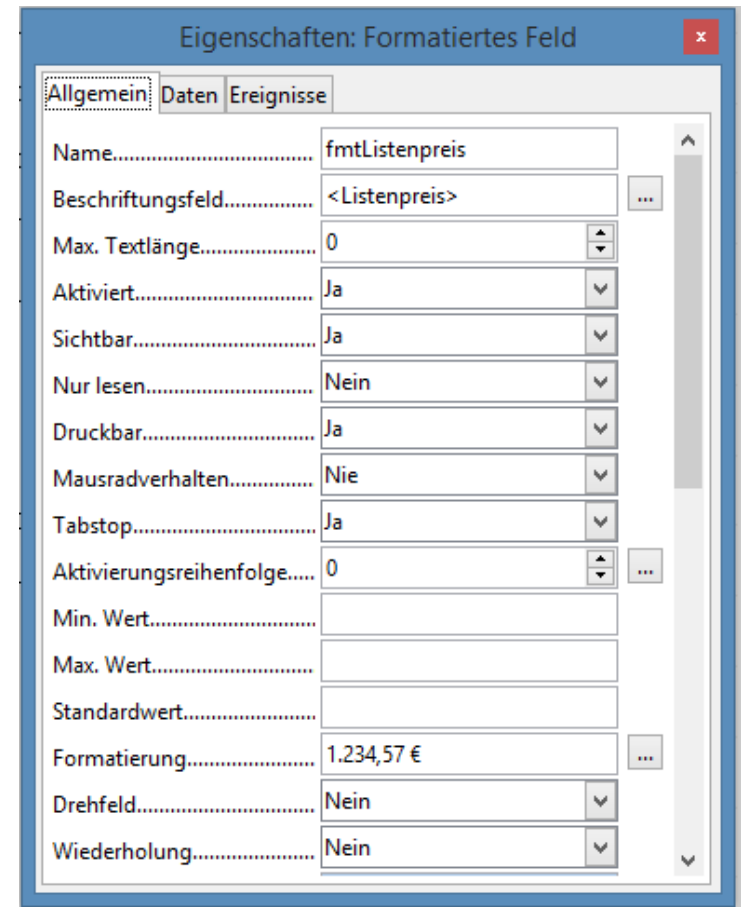 Eigenschaften: Formatiertes Feld x
Allgemein Daten Ereignisse
Name................................... fmtListenpreis
Beschriftungsfeld................ <Listenpreis> ...
Max. Textlänge.................... 0
Aktiviert............................... Ja
Sichtbar................................ Ja
Nur lesen.............................. Nein
Druckbar.............................. Ja
Mausradverhalten............... Nie
Tabstop................................ Ja
Aktivierungsreihenfolge..... 0 ...
Min. Wert.............................
Max. Wert............................
Standardwert.......................
Formatierung...................... 1.234,57 € ...
Drehfeld............................... Nein
Wiederholung...................... Nein